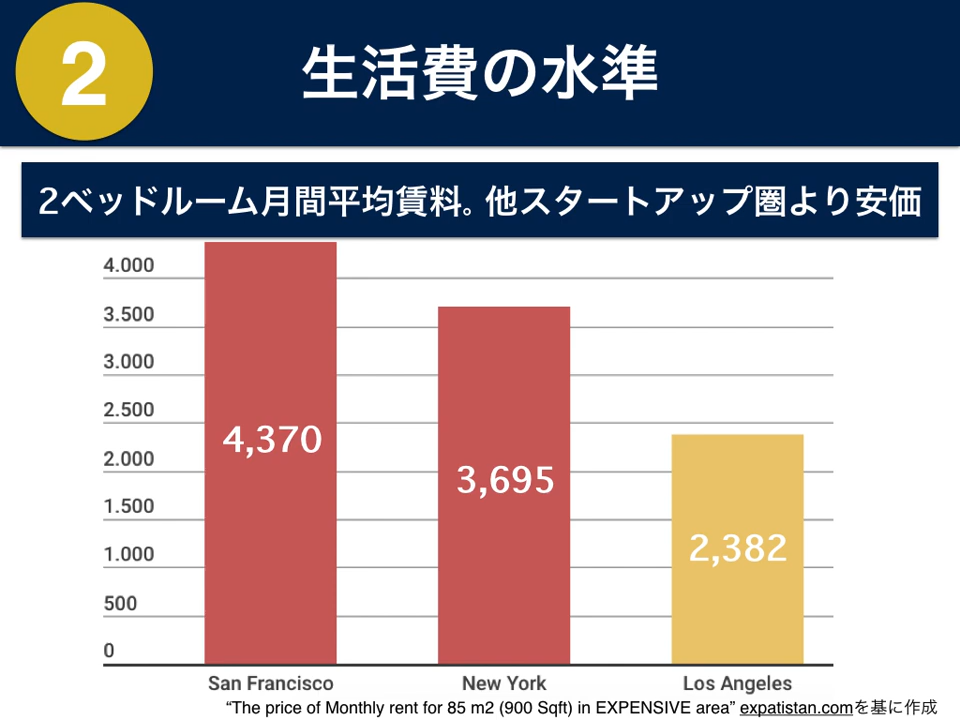 2
生活費の水準
2ベッドルーム月間平均賃料。他スタートアップ圏より安価
4.000
3.500
3.000
2.500
2.000
1.500
1.000
500
0
4,370
3,695
2,382
San Francisco
New York
Los Angeles
“The price of Monthly rent for 85 m2 (900 Sqft) in EXPENSIVE area” expatistan.comを基に作成